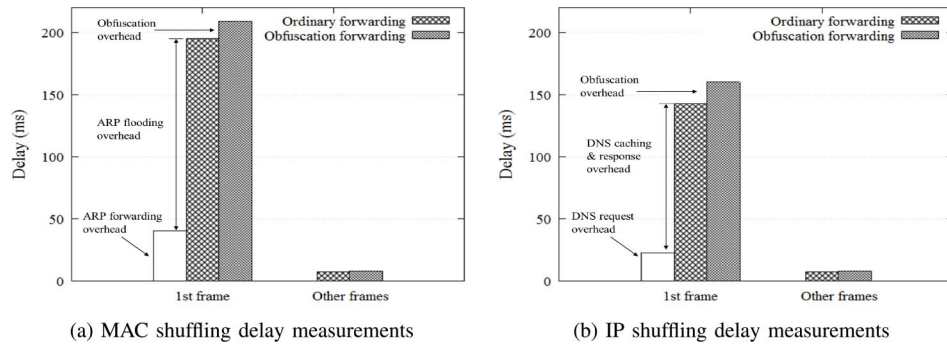 Obfuscation
overhead
Ordinary forwarding
Obfuscation forwarding
200
150
100
50
0
Delay (ms)
ARP flooding
overhead
ARP forwarding
overhead
1st frame
Other frames
(a) MAC shuffling delay measurements
Ordinary forwarding
Obfuscation forwarding
200
150
100
50
0
Delay (ms)
Obfuscation
overhead
DNS caching
& response
overhead
DNS request
overhead
1st frame
Other frames
(b) IP shuffling delay measurements